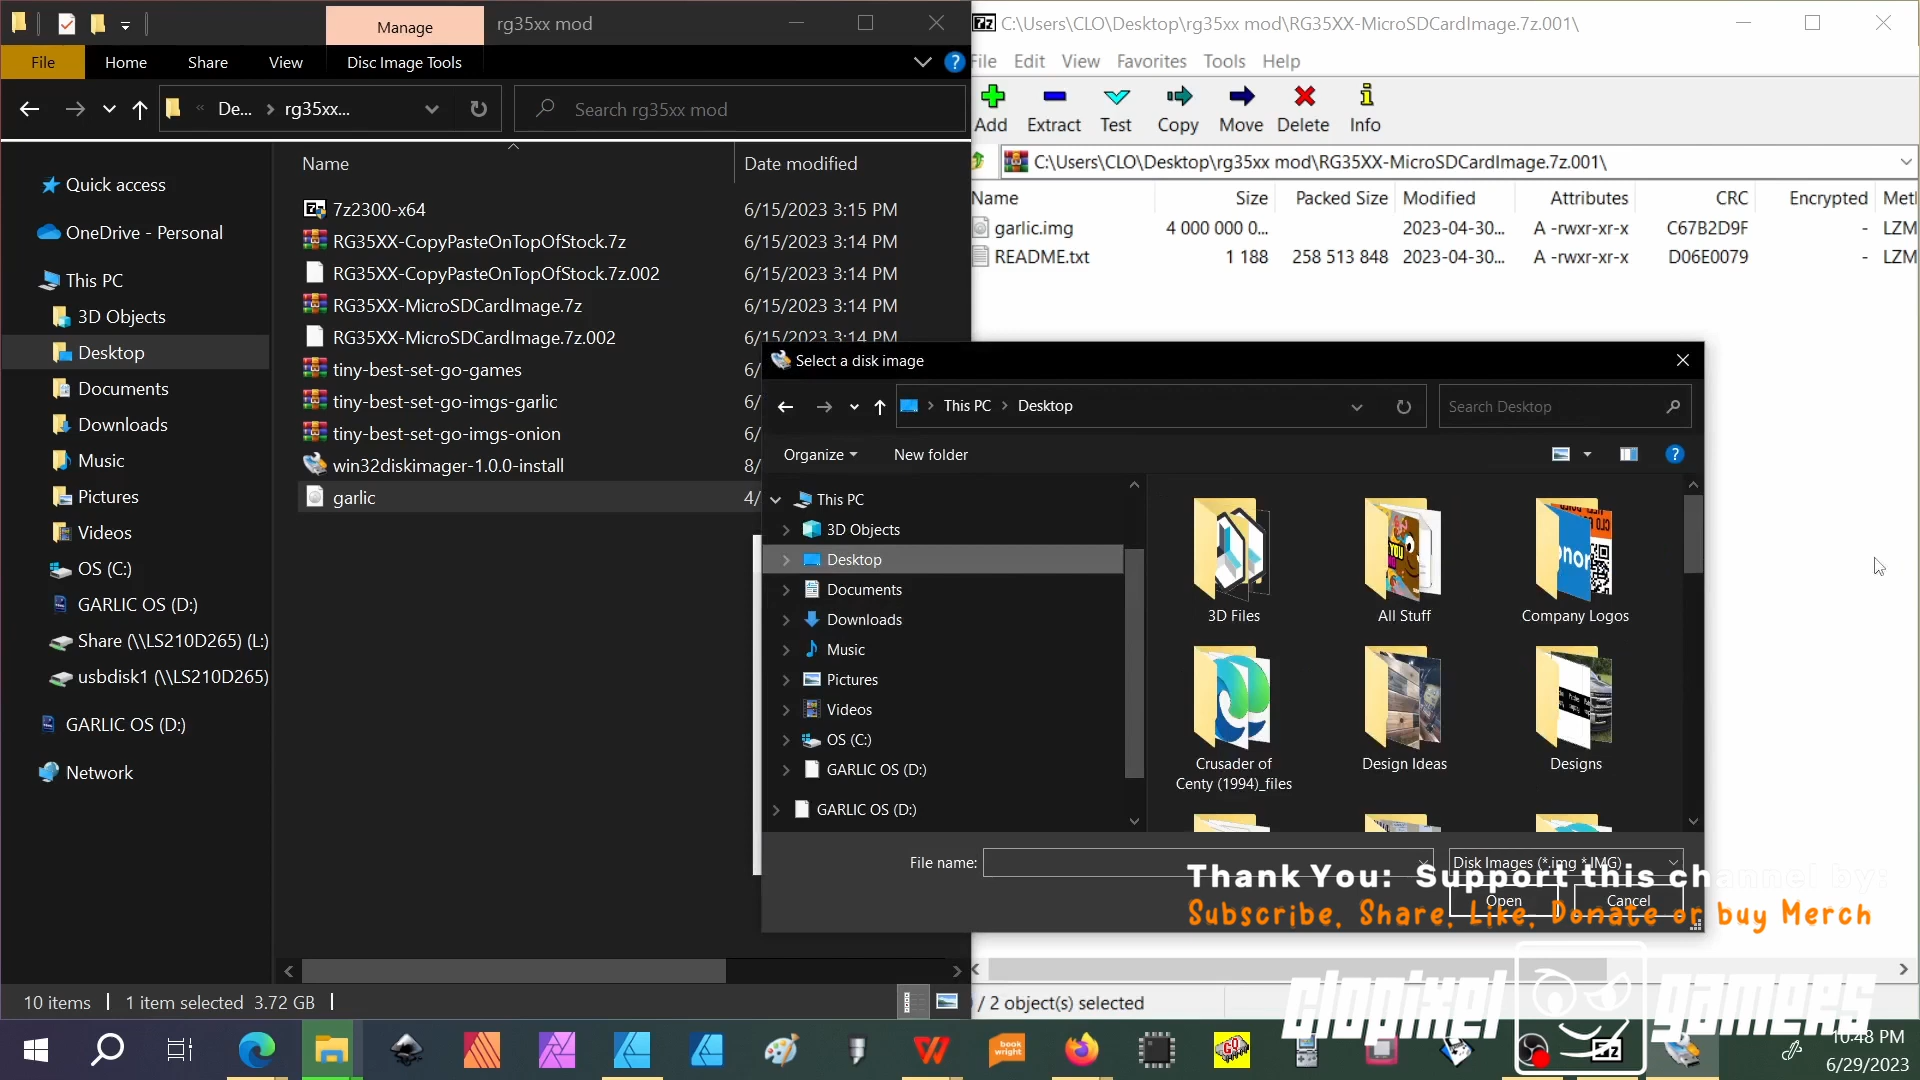 Manage
rg35xx mod
File
Home
Share
View
Disc Image Tools
De...
rg35xx...
Search rg35xx mod
Name
Date modified
Quick access
OneDrive - Personal
This PC
3D Objects
Desktop
Documents
Downloads
Music
Pictures
Videos
OS (C:)
GARLIC OS (D:)
Share (\\LS210D265) (L:)
usbdisk1 (\\LS210D265)
GARLIC OS (D:)
Network
7z2300-x64
6/15/2023 3:15 PM
RG35XX-CopyPasteOnTopOfStock.7z
6/15/2023 3:14 PM
RG35XX-CopyPasteOnTopOfStock.7z.002
6/15/2023 3:14 PM
RG35XX-MicroSDCardImage.7z
6/15/2023 3:14 PM
RG35XX-MicroSDCardImage.7z.002
6/15/2023 3:14 PM
tiny-best-set-go-games
6/
tiny-best-set-go-imgs-garlic
6/
tiny-best-set-go-imgs-onion
6/
win32diskimager-1.0.0-install
8/
garlic
4/
10 items
1 item selected 3.72 GB
7z
C:\Users\CLO\Desktop\rg35xx mod\RG35XX-MicroSDCardImage.7z.001\
File
Edit
View
Favorites
Tools
Help
Add
Extract
Test
Copy
Move
Delete
Info
C:\Users\CLO\Desktop\rg35xx mod\RG35XX-MicroSDCardImage.7z.001\
Name
Size
Packed Size
Modified
Attributes
CRC
Encrypted
Met
garlic.img
4 000 000 0...
2023-04-30...
A -rwxr-xr-x
C67B2D9F
-
LZM
README.txt
1 188
258 513 848
2023-04-30...
A -rwxr-xr-x
D06E0079
-
LZM
/ 2 object(s) selected
Select a disk image
This PC
Desktop
Search Desktop
Organize
New folder
This PC
3D Objects
Desktop
Documents
Downloads
Music
Pictures
Videos
OS (C:)
GARLIC OS (D:)
GARLIC OS (D:)
3D Files
All Stuff
Company Logos
Crusader of
Centy (1994)_files
Design Ideas
Designs
File name:
Disk Images (*.img *.IMG)
Open
Cancel
Thank You: Support this channel by:
Subscribe, Share, Like, Donate or buy Merch
clopixel
gamers
book
wright
GO
7z
10:48 PM
6/29/2023